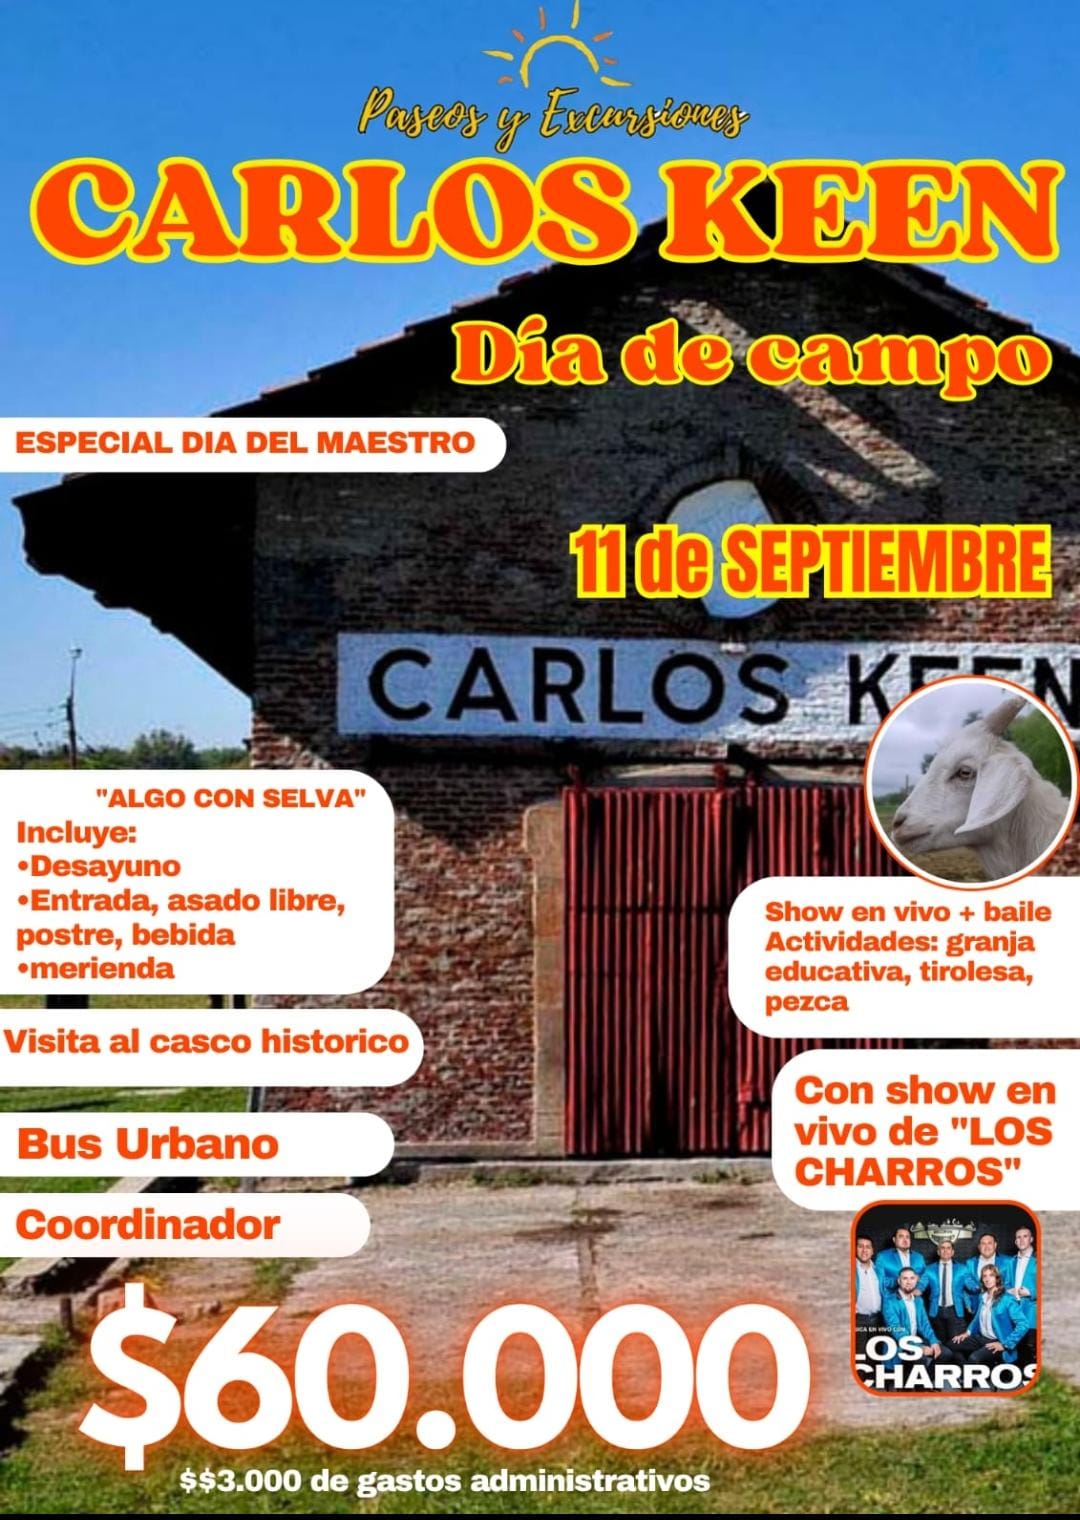 Paseos y Excursiones
CARLOS KEEN
Día de campo
ESPECIAL DIA DEL MAESTRO
11 de SEPTIEMBRE
CARLOS KEEN
"ALGO CON SELVA"
Incluye:
•Desayuno
•Entrada, asado libre,
postre, bebida
•merienda
Show en vivo + baile
Actividades: granja
educativa, tirolesa,
pezca
Visita al casco historico
Con show en
vivo de "LOS
CHARROS"
Bus Urbano
Coordinador
LOS
CHARROS
$60.000
$$3.000 de gastos administrativos